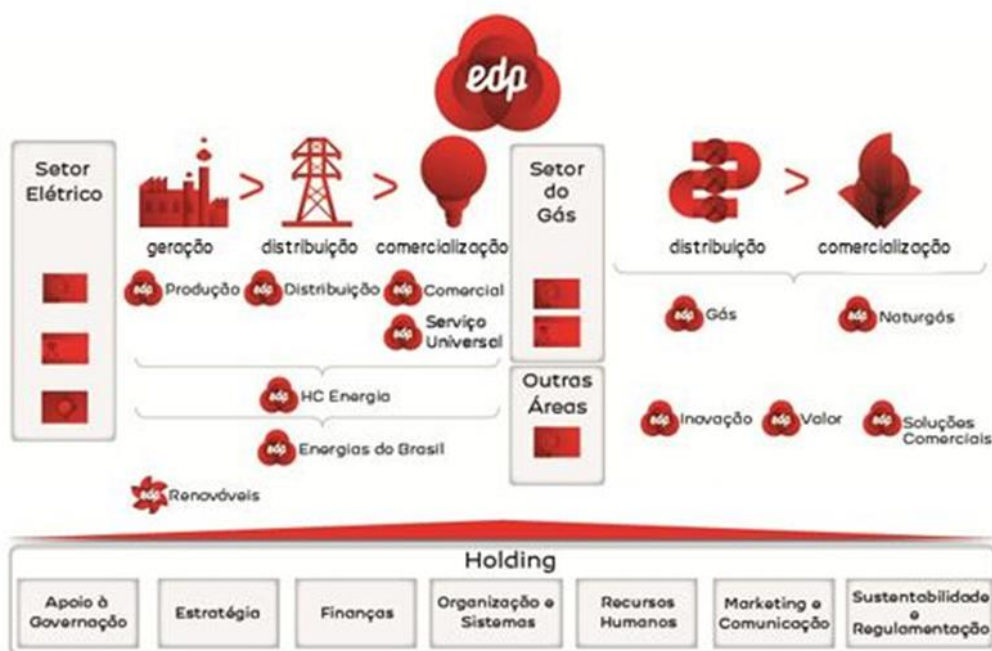 edp
Setor
Elétrico
geração
>
distribuição
>
comercialização
edp Produção
edp Distribuição
edp Comercial
edp Serviço
Universal
edp HC Energia
edp Energias do Brasil
edp Renováveis
Setor
do
Gás
distribuição
>
comercialização
edp Gás
edp Naturgás
Outras
Áreas
edp Inovação
edp Valor
edp Soluções
Comerciais
Holding
Apoio à
Governação
Estratégia
Finanças
Organização e
Sistemas
Recursos
Humanos
Marketing e
Comunicação
Sustentabilidade
e
Regulamentação